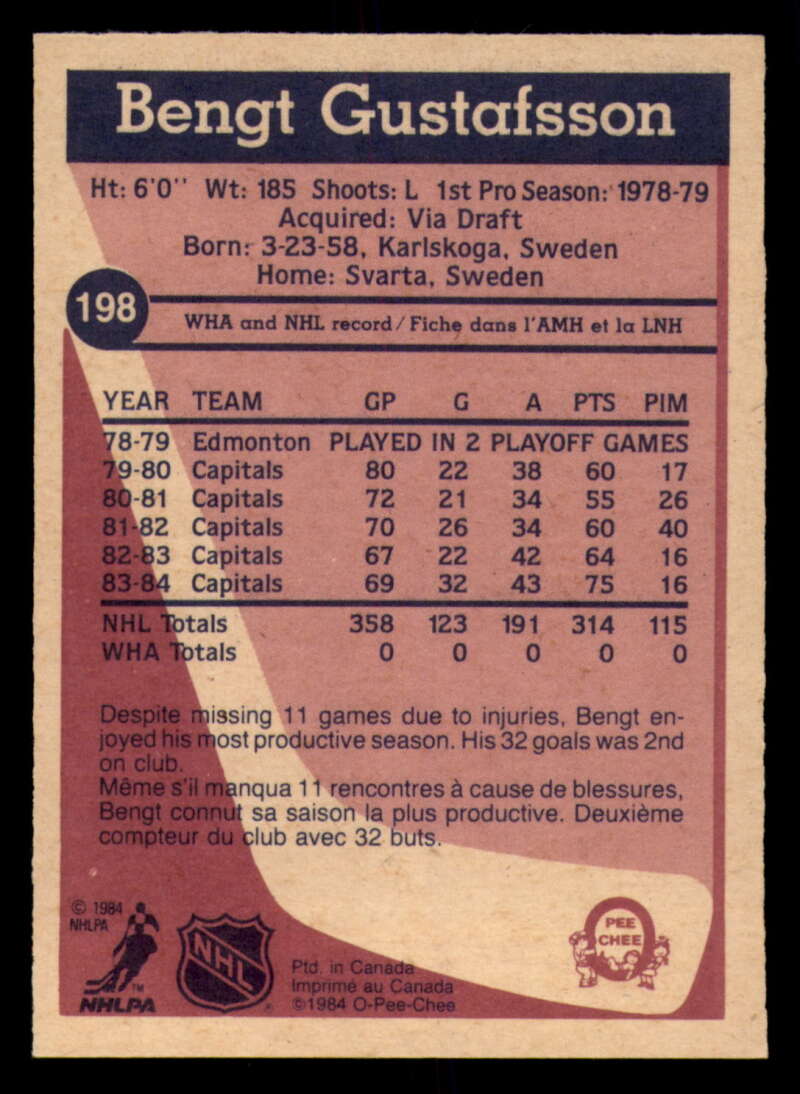 Bengt Gustafsson
Ht: 6'0'' Wt: 185 Shoots: L 1st Pro Season: 1978-79
Acquired: Via Draft
Born: 3-23-58, Karlskoga, Sweden
Home: Svarta, Sweden
198
WHA and NHL record / Fiche dans l'AMH et la LNH
YEAR TEAM GP G A PTS PIM
78-79 Edmonton PLAYED IN 2 PLAYOFF GAMES
79-80 Capitals 80 22 38 60 17
80-81 Capitals 72 21 34 55 26
81-82 Capitals 70 26 34 60 40
82-83 Capitals 67 22 42 64 16
83-84 Capitals 69 32 43 75 16
NHL Totals 358 123 191 314 115
WHA Totals 0 0 0 0 0
Despite missing 11 games due to injuries, Bengt en-
joyed his most productive season. His 32 goals was 2nd
on club.
Même s'il manqua 11 rencontres à cause de blessures,
Bengt connut sa saison la plus productive. Deuxième
compteur du club avec 32 buts.
© 1984
NHLPA
TM
NHLPA
NHL
®
Ptd. in Canada
Imprimé au Canada
©1984 O-Pee-Chee
PEE
CHEE